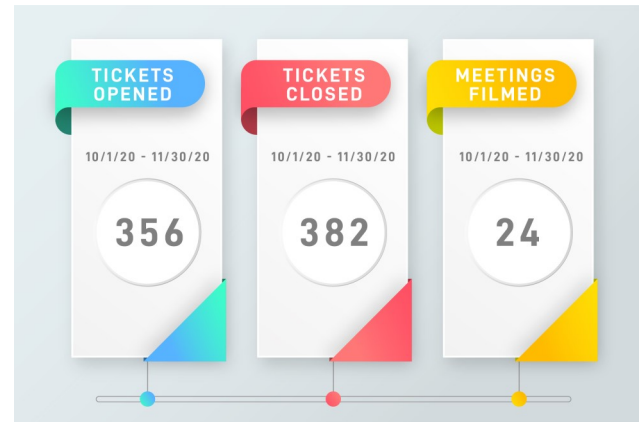 TICKETS
OPENED
10/1/20 - 11/30/20
356
TICKETS
CLOSED
10/1/20 - 11/30/20
382
MEETINGS
FILMED
10/1/20 - 11/30/20
24